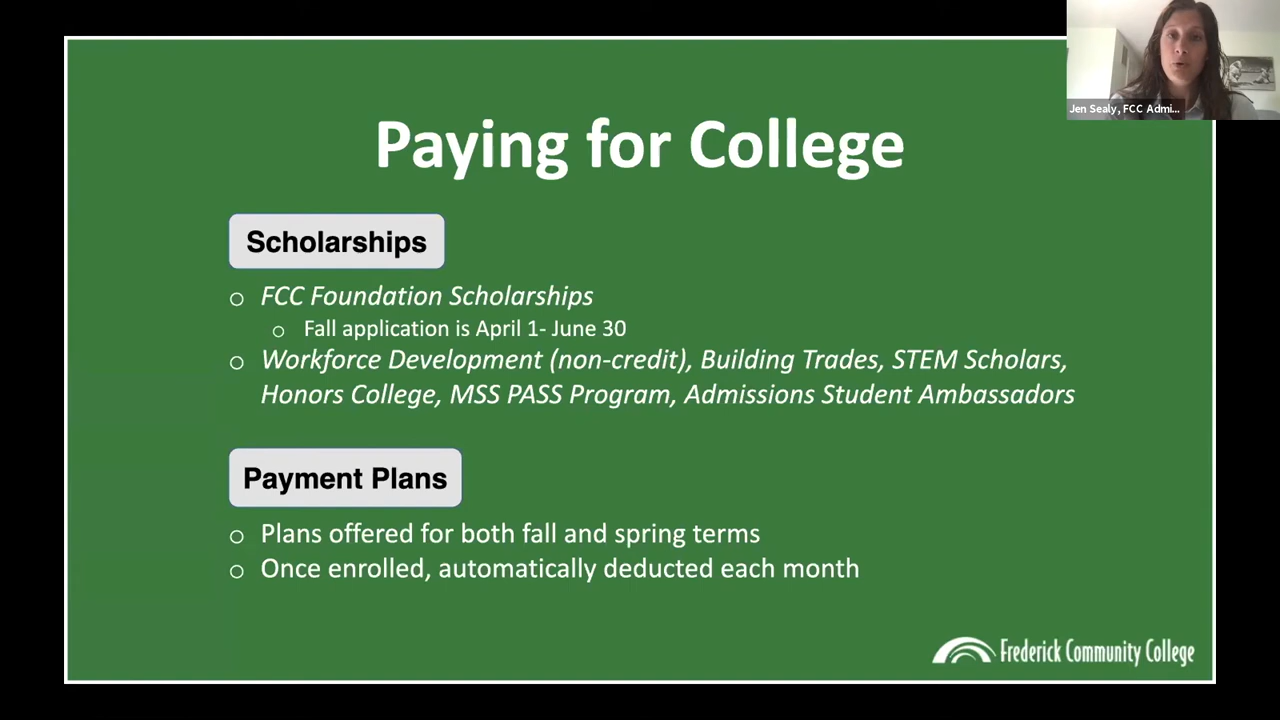 Jen Sealy, FCC Admi...
Paying for College
Scholarships
FCC Foundation Scholarships
Fall application is April 1- June 30
Workforce Development (non-credit), Building Trades, STEM Scholars,
Honors College, MSS PASS Program, Admissions Student Ambassadors
Payment Plans
Plans offered for both fall and spring terms
Once enrolled, automatically deducted each month
Frederick Community College